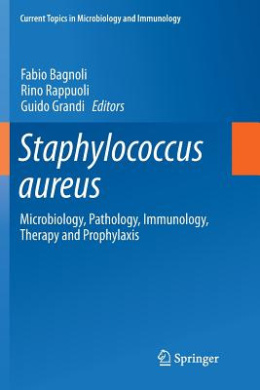 Current Topics in Microbiology and Immunology
Fabio Bagnoli
Rino Rappuoli
Guido Grandi Editors
Staphylococcus
aureus
Microbiology, Pathology, Immunology,
Therapy and Prophylaxis
Springer